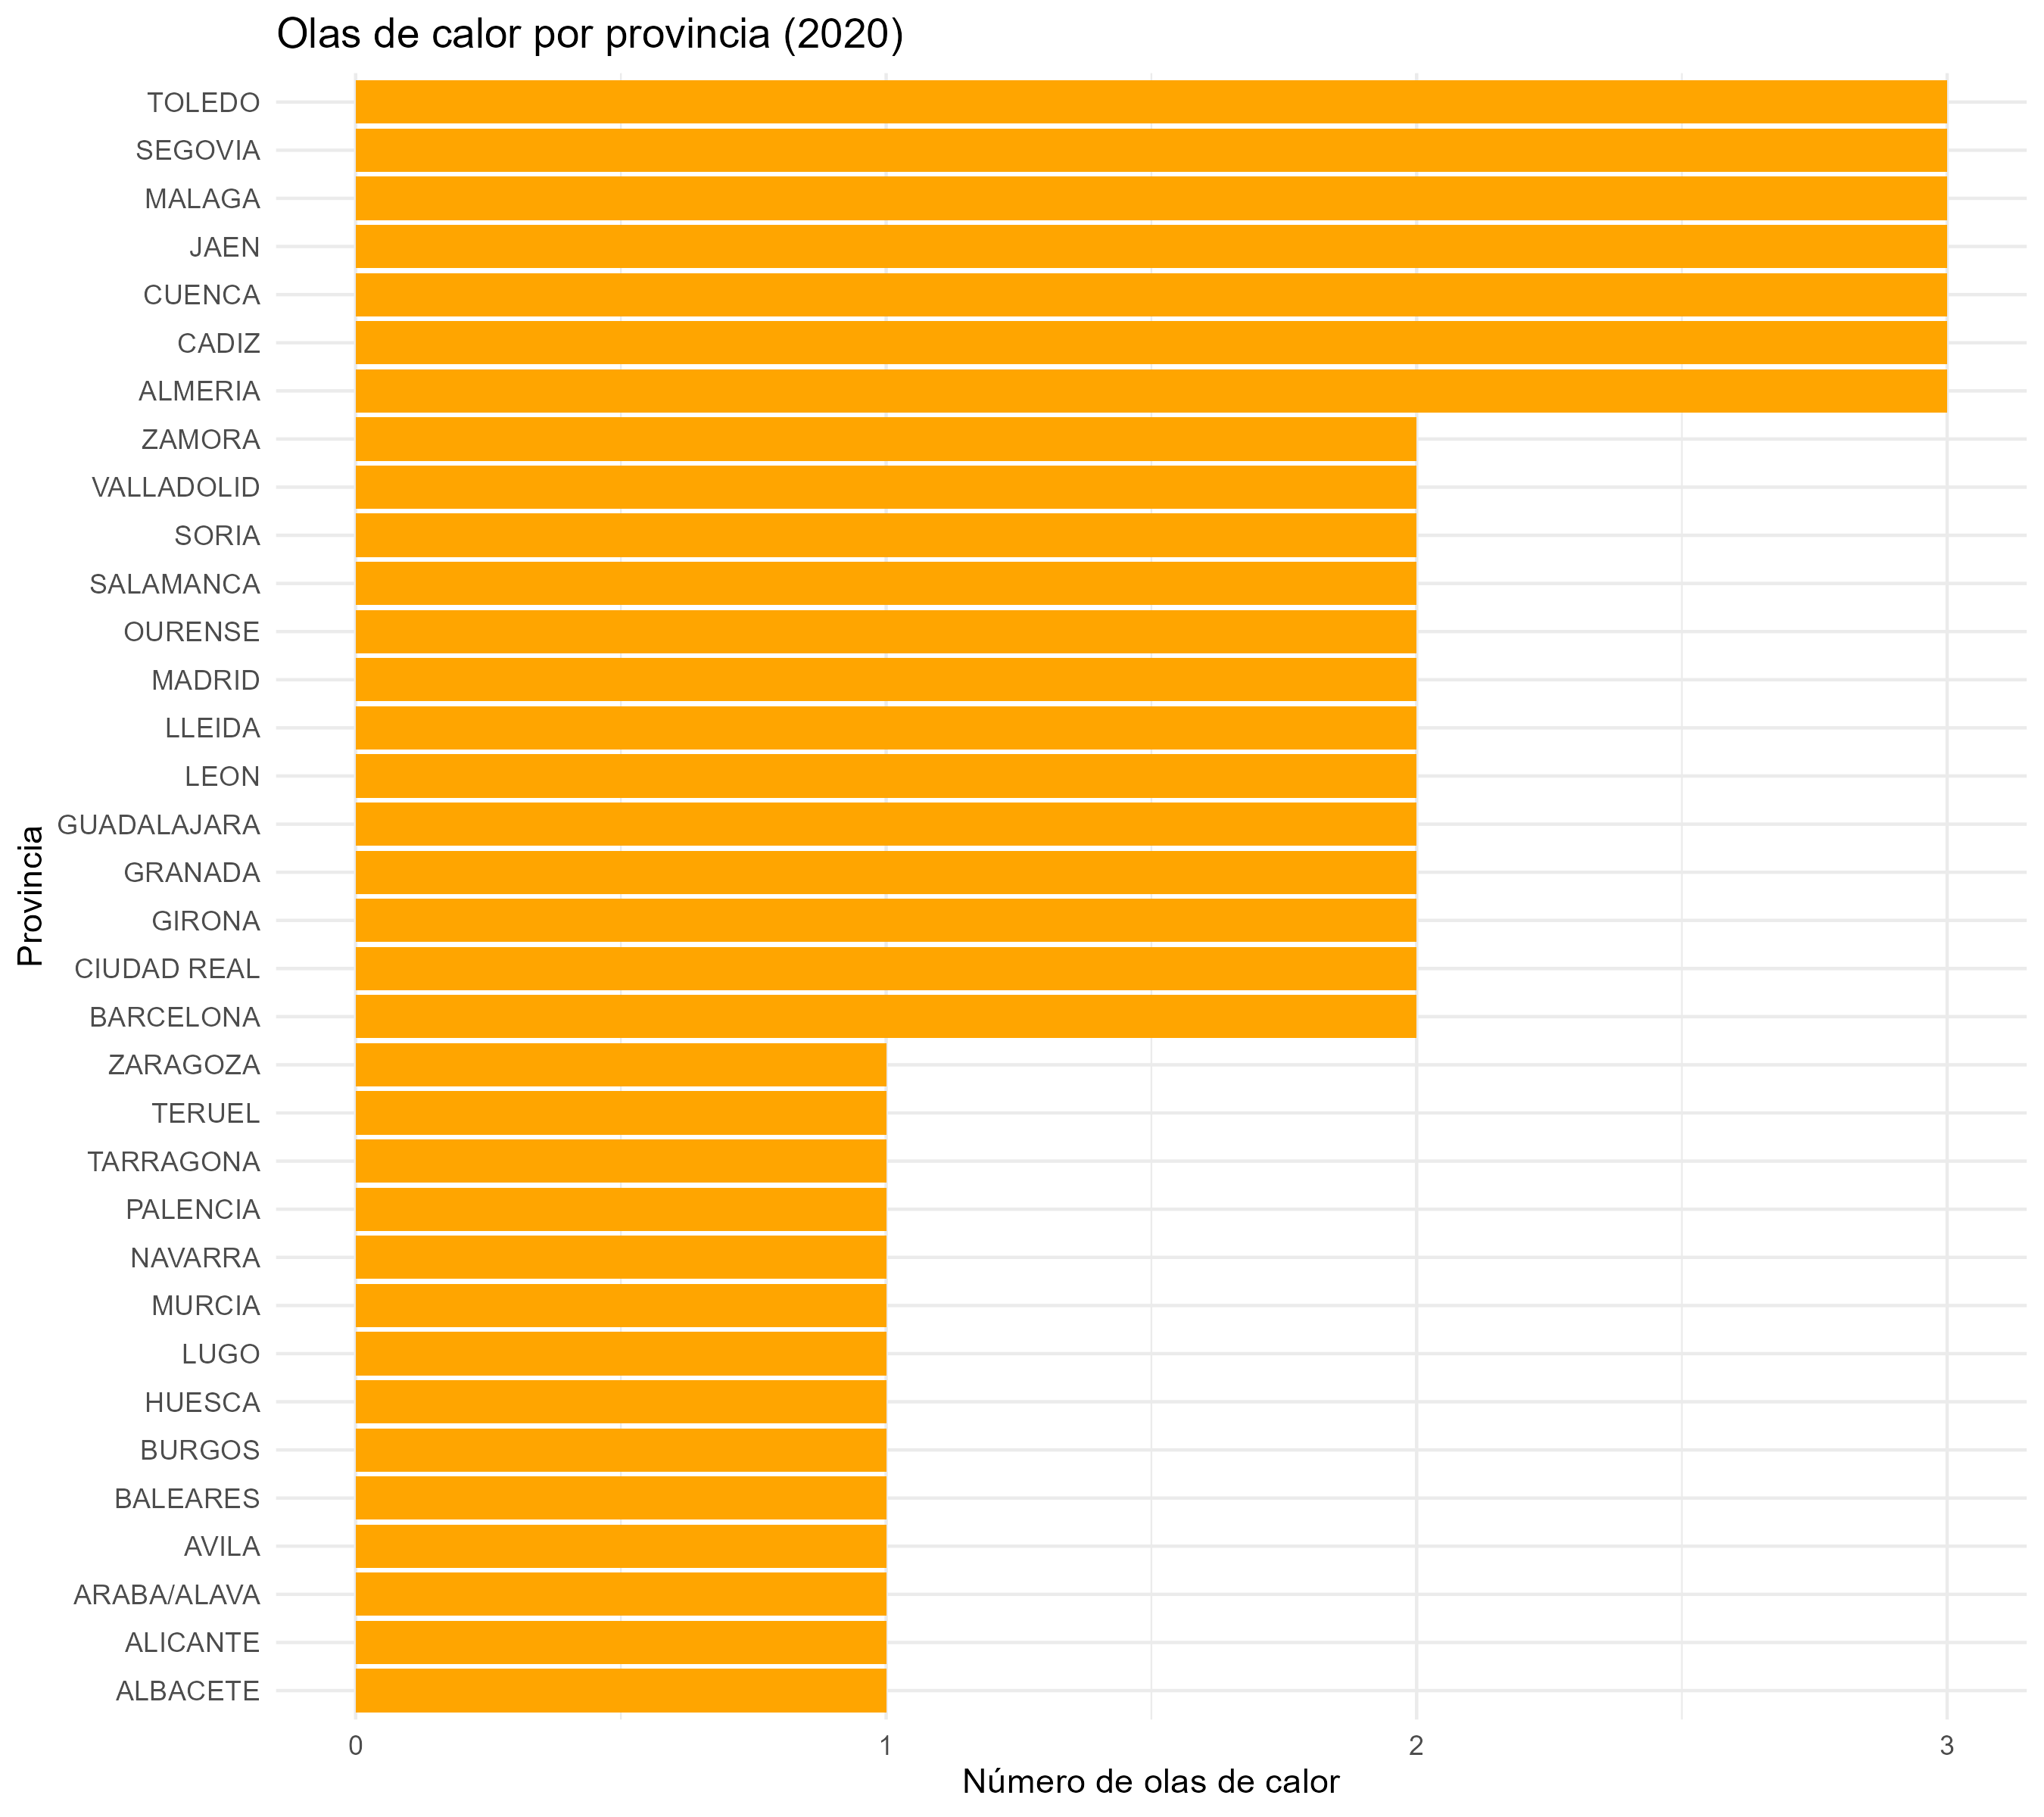 Olas de calor por provincia (2020)
TOLEDO
SEGOVIA
MALAGA
JAEN
CUENCA
CADIZ
ALMERIA
ZAMORA
VALLADOLID
SORIA
SALAMANCA
OURENSE
MADRID
LLEIDA
LEON
GUADALAJARA
GRANADA
GIRONA
CIUDAD REAL
BARCELONA
ZARAGOZA
TERUEL
TARRAGONA
PALENCIA
NAVARRA
MURCIA
LUGO
HUESCA
BURGOS
BALEARES
AVILA
ARABA/ALAVA
ALICANTE
ALBACETE
Provincia
0 1 2 3
Número de olas de calor